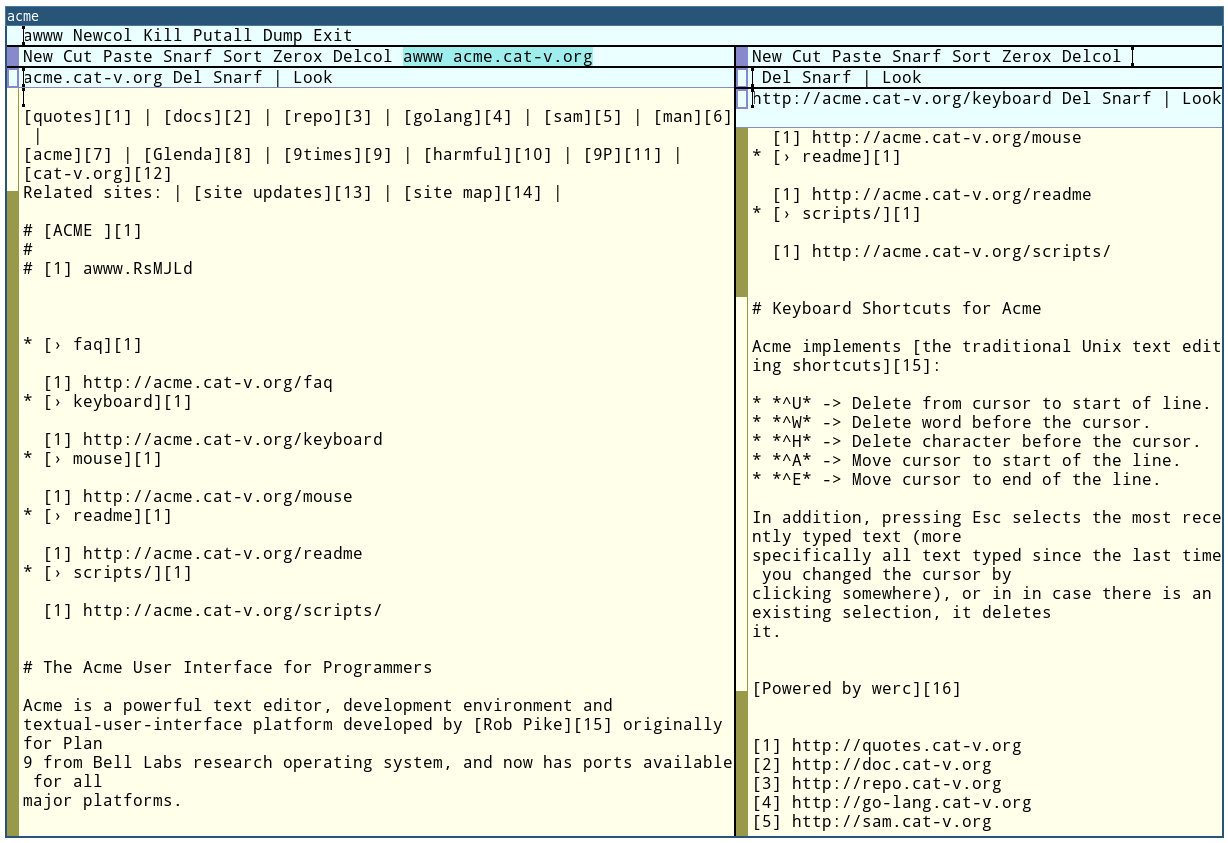 acme
awww Newcol Kill Putall Dump Exit
New Cut Paste Snarf Sort Zerox Delcol awww acme.cat-v.org
acme.cat-v.org Del Snarf | Look
[quotes][1] | [docs][2] | [repo][3] | [golang][4] | [sam][5] | [man][6]
|
[acme][7] | [Glenda][8] | [9times][9] | [harmful][10] | [9P][11] |
[cat-v.org][12]
Related sites: | [site updates][13] | [site map][14] |
# [ACME ][1]
#
# [1] awww.RsMJLd
* [› faq][1]
[1] http://acme.cat-v.org/faq
* [› keyboard][1]
[1] http://acme.cat-v.org/keyboard
* [› mouse][1]
[1] http://acme.cat-v.org/mouse
* [› readme][1]
[1] http://acme.cat-v.org/readme
* [› scripts/][1]
[1] http://acme.cat-v.org/scripts/
# The Acme User Interface for Programmers
Acme is a powerful text editor, development environment and
textual-user-interface platform developed by [Rob Pike][15] originally
for Plan
9 from Bell Labs research operating system, and now has ports available
for all
major platforms.
New Cut Paste Snarf Sort Zerox Delcol
Del Snarf | Look
http://acme.cat-v.org/keyboard Del Snarf | Look
[1] http://acme.cat-v.org/mouse
* [› readme][1]
[1] http://acme.cat-v.org/readme
* [› scripts/][1]
[1] http://acme.cat-v.org/scripts/
# Keyboard Shortcuts for Acme
Acme implements [the traditional Unix text edit
ing shortcuts][15]:
* *^U* -> Delete from cursor to start of line.
* *^W* -> Delete word before the cursor.
* *^H* -> Delete character before the cursor.
* *^A* -> Move cursor to start of the line.
* *^E* -> Move cursor to end of the line.
In addition, pressing Esc selects the most rece
ntly typed text (more
specifically all text typed since the last time
you changed the cursor by
clicking somewhere), or in in case there is an
existing selection, it deletes
it.
[Powered by werc][16]
[1] http://quotes.cat-v.org
[2] http://doc.cat-v.org
[3] http://repo.cat-v.org
[4] http://go-lang.cat-v.org
[5] http://sam.cat-v.org